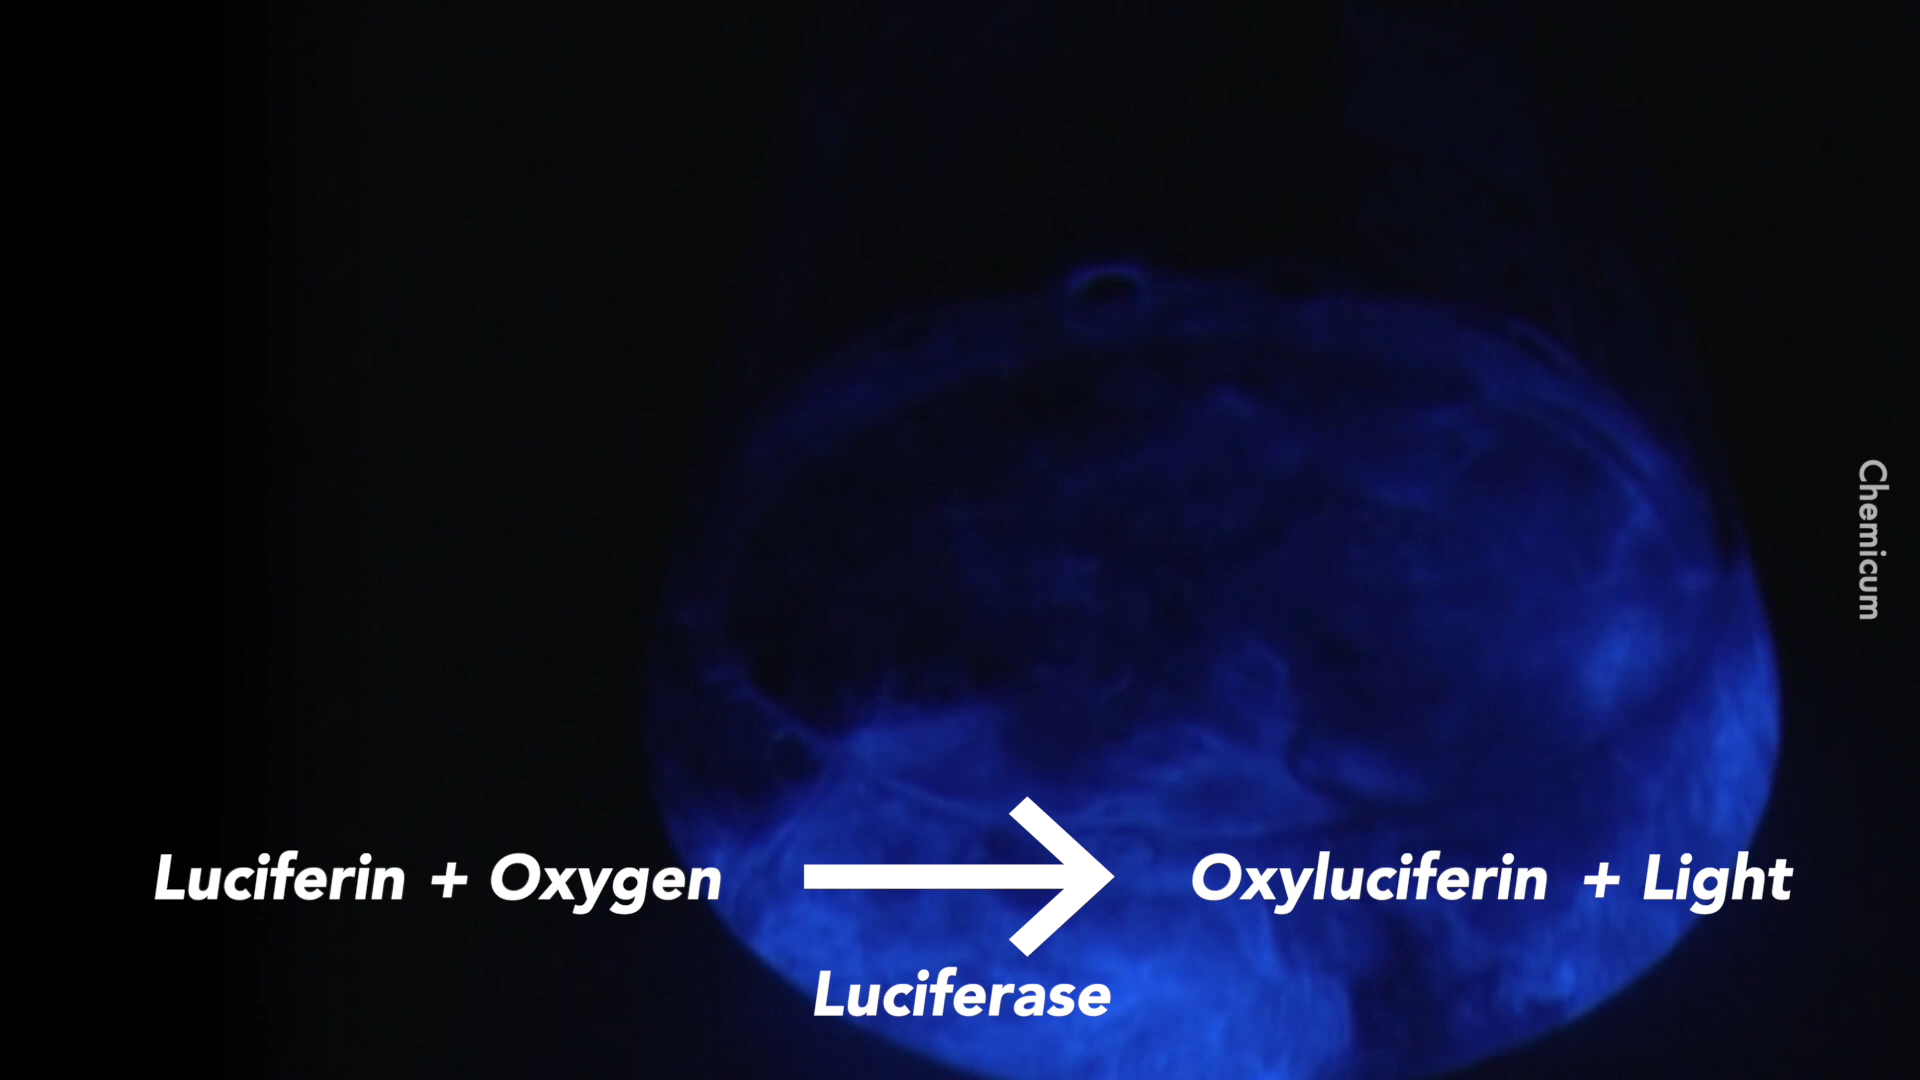 Chemicum
Luciferin + Oxygen → Oxyluciferin + Light
Luciferase